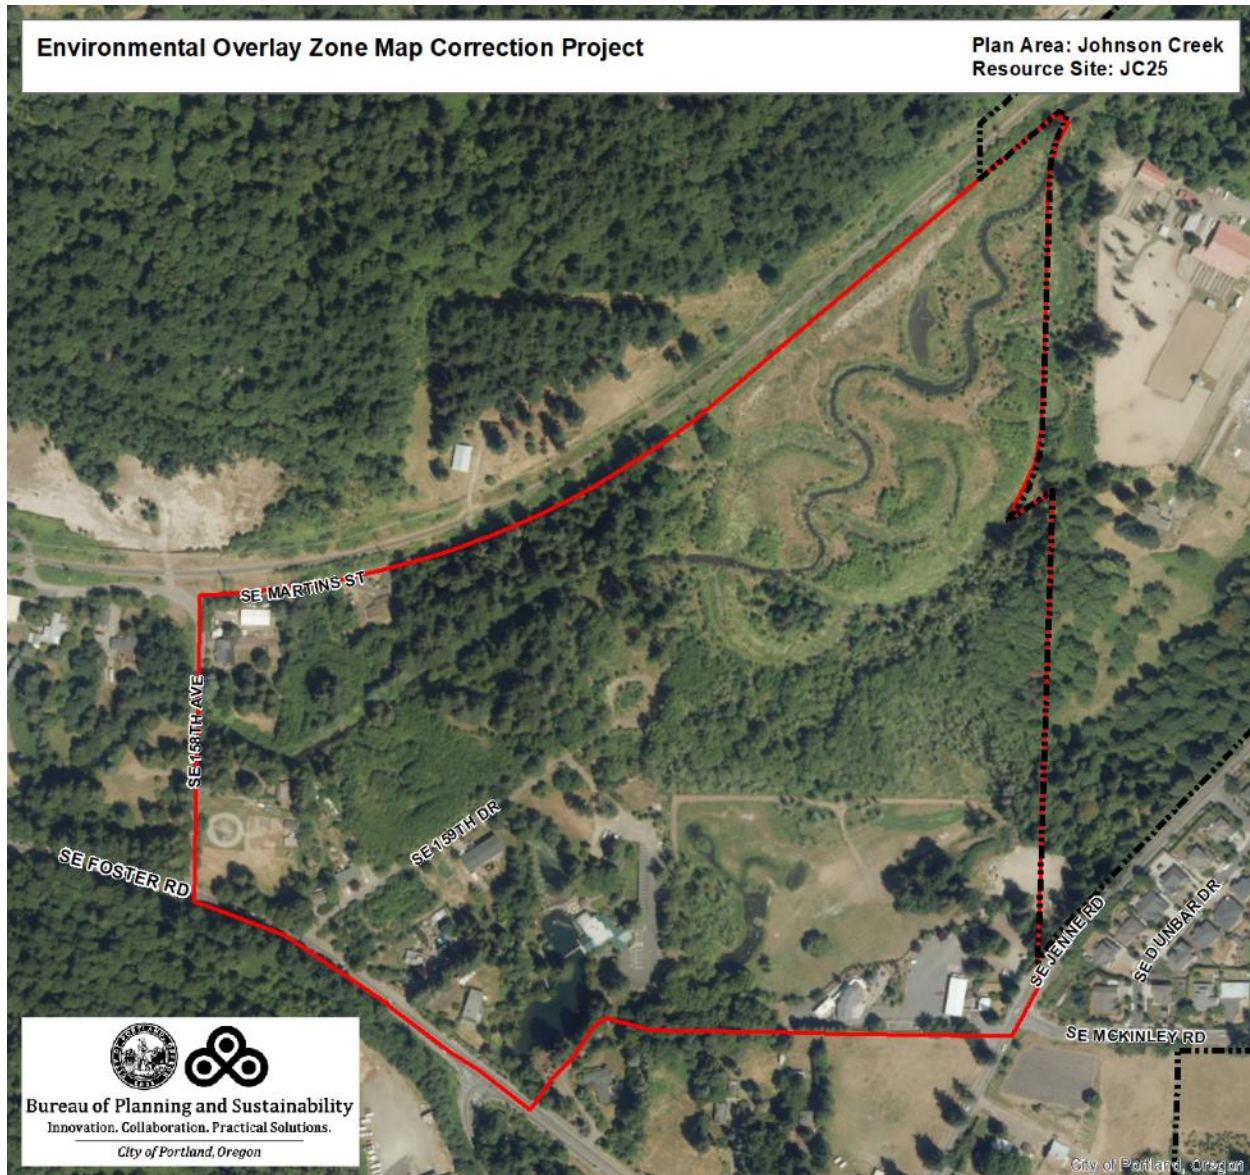 Environmental Overlay Zone Map Correction Project
Plan Area: Johnson Creek
Resource Site: JC25
SE MARTINS ST
SE 158TH AVE
SE 159TH DR
SE FOSTER RD
SE JENNE RD
SE DUNBAR DR
SE MCKINLEY RD
Bureau of Planning and Sustainability
Innovation. Collaboration. Practical Solutions.
City of Portland, Oregon
City of Portland, Oregon